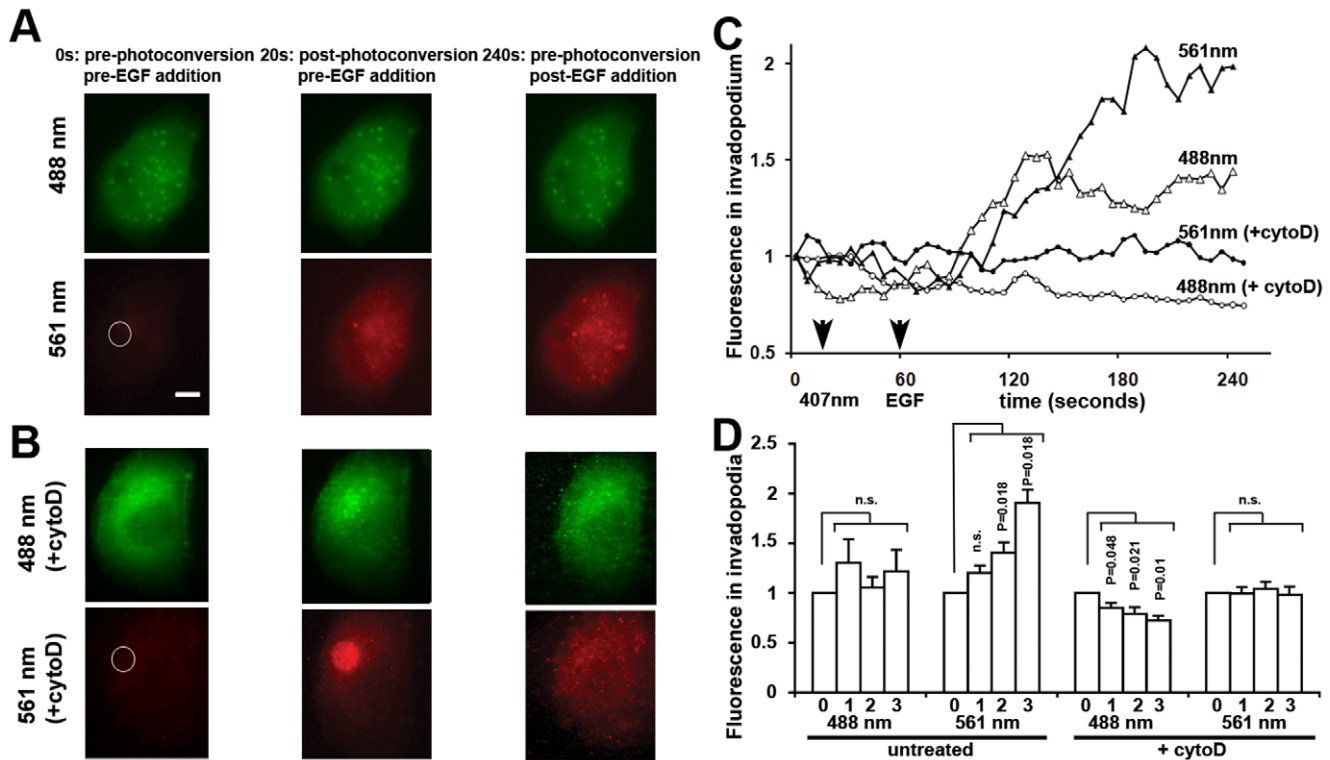 A
0s: pre-photoconversion 20s: post-photoconversion 240s: pre-photoconversion
pre-EGF addition pre-EGF addition post-EGF addition
488 nm
561 nm
B
488 nm
(+cytoD)
561 nm
(+cytoD)
C
Fluorescence in invadopodium
2
1.5
1
0.5
561nm
488nm
561nm (+cytoD)
488nm (+ cytoD)
0 60 120 180 240
407nm EGF time (seconds)
D
Fluorescence in invadopodia
2.5
2
1.5
1
0.5
0
n.s.
n.s.
P=0.018
P=0.018
P=0.048
P=0.021
P=0.01
n.s.
0 1 2 3 0 1 2 3 0 1 2 3 0 1 2 3
488 nm 561 nm 488 nm 561 nm
untreated + cytoD